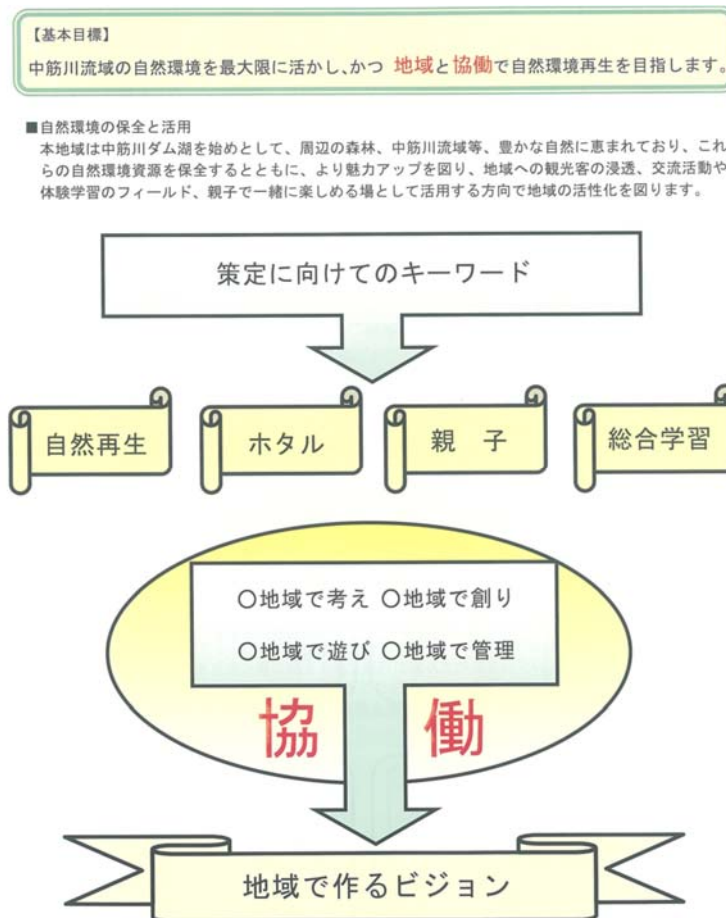 【基本目標】
中筋川流域の自然環境を最大限に活かし、かつ 地域と協働で自然環境再生を目指します。
■自然環境の保全と活用
本地域は中筋川ダム湖を始めとして、周辺の森林、中筋川流域等、豊かな自然に恵まれており、これ
らの自然環境資源を保全するとともに、より魅力アップを図り、地域への観光客の浸透、交流活動や
体験学習のフィールド、親子で一緒に楽しめる場として活用する方向で地域の活性化を図ります。
策定に向けてのキーワード
自然再生 ホタル 親 子 総合学習
〇地域で考え 〇地域で創り
〇地域で遊び 〇地域で管理
協 働
地域で作るビジョン